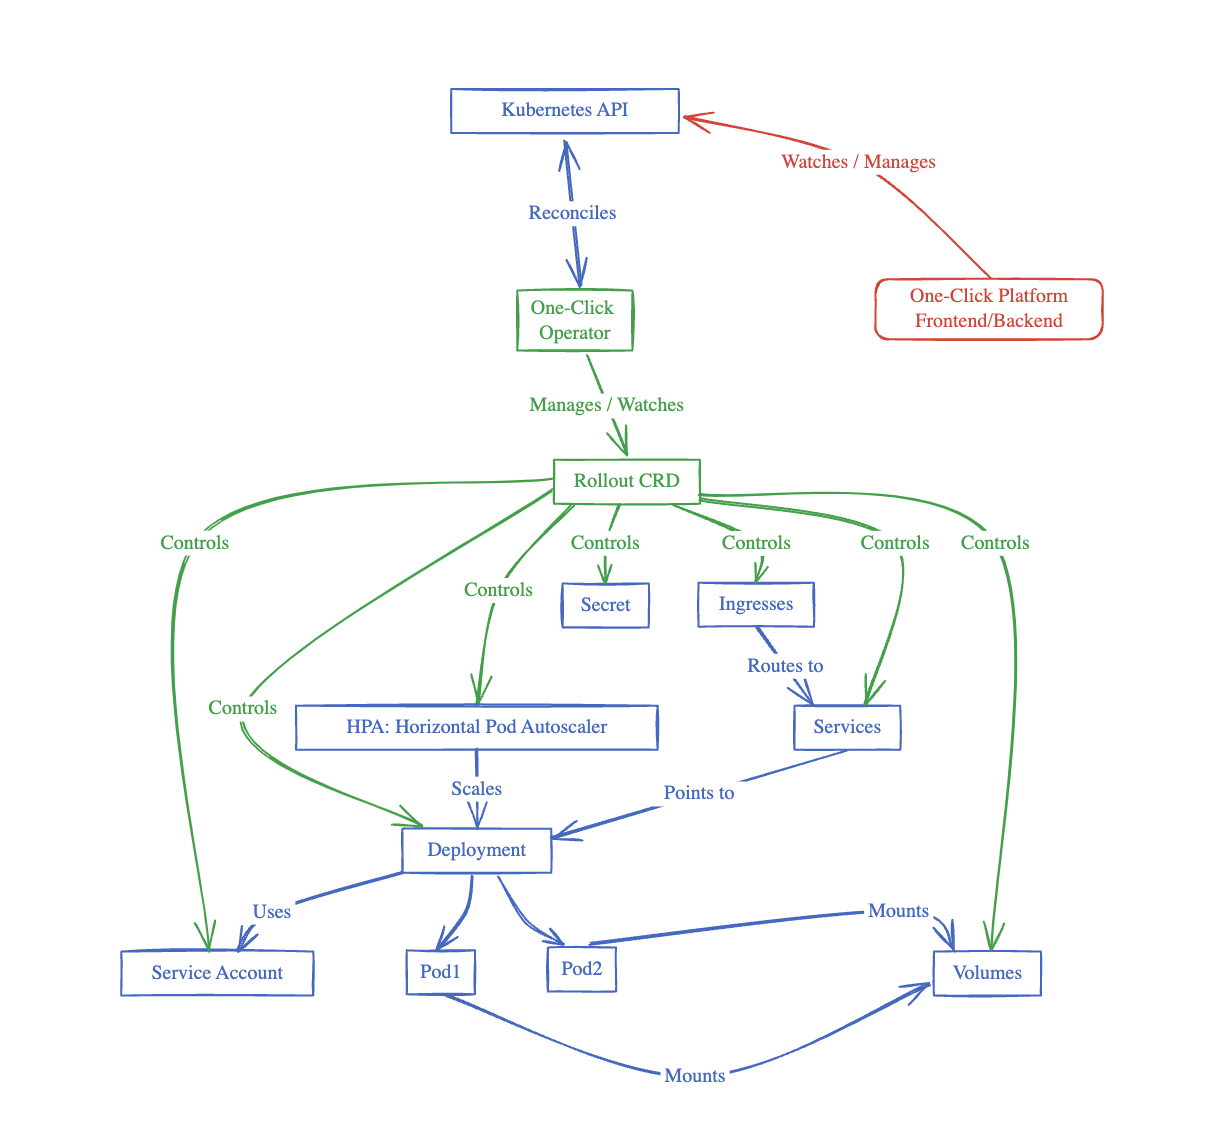 Kubernetes API
Watches / Manages
Reconciles
One-Click Platform
Frontend/Backend
One-Click
Operator
Manages / Watches
Rollout CRD
Controls
Controls
Controls
Controls
Controls
Controls
Secret
Ingresses
Routes to
Controls
HPA: Horizontal Pod Autoscaler
Services
Scales
Points to
Deployment
Uses
Mounts
Service Account
Pod1
Pod2
Volumes
Mounts